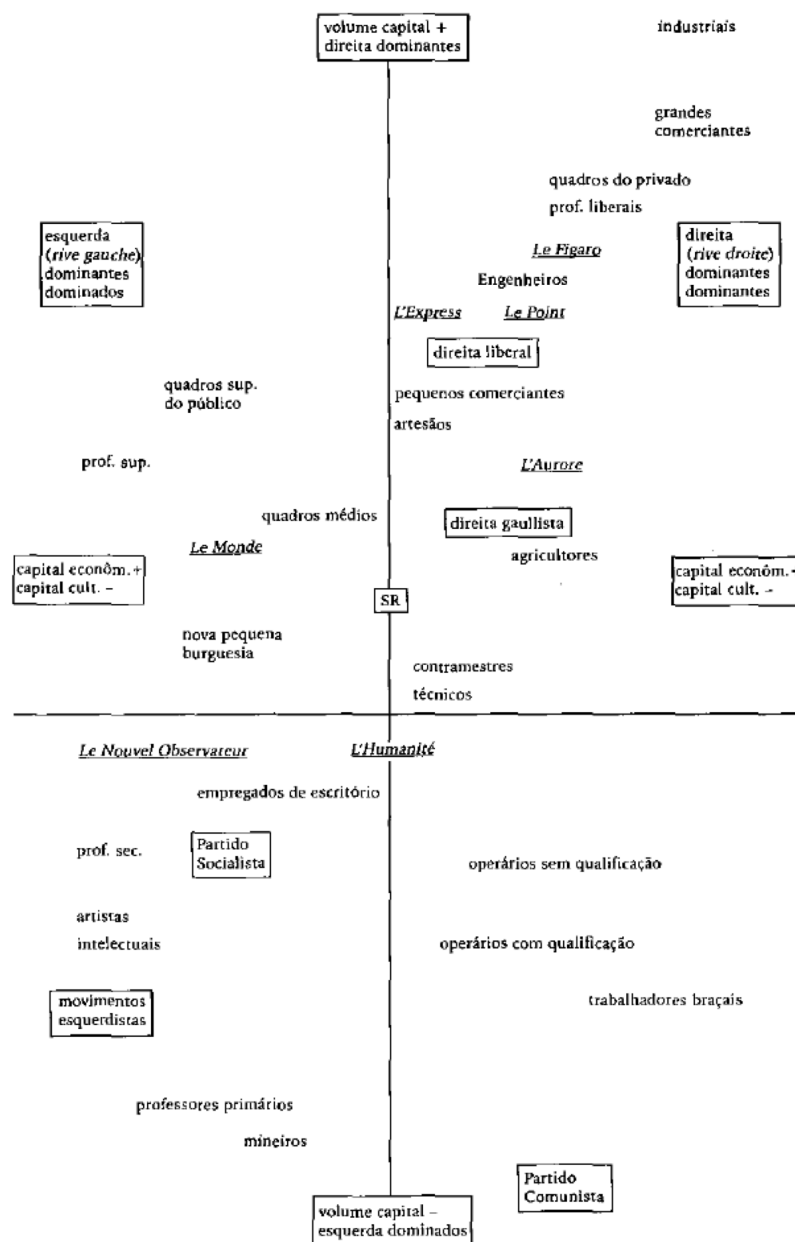 volume capital +
direita dominantes
industriais
grandes
comerciantes
quadros do privado
prof. liberais
esquerda
(rive gauche)
dominantes
dominados
Le Figaro
direita
(rive droite)
dominantes
dominantes
Engenheiros
L'Express
Le Point
direita liberal
quadros sup.
do público
pequenos comerciantes
artesãos
prof. sup.
L'Aurore
quadros médios
direita gaullista
Le Monde
agricultores
capital econôm. +
capital cult. –
capital econôm. +
capital cult. –
SR
nova pequena
burguesia
contramestres
técnicos
Le Nouvel Observateur
L'Humanité
empregados de escritório
prof. sec.
Partido
Socialista
operários sem qualificação
artistas
intelectuais
operários com qualificação
movimentos
esquerdistas
trabalhadores braçais
professores primários
mineiros
Partido
Comunista
volume capital –
esquerda dominados